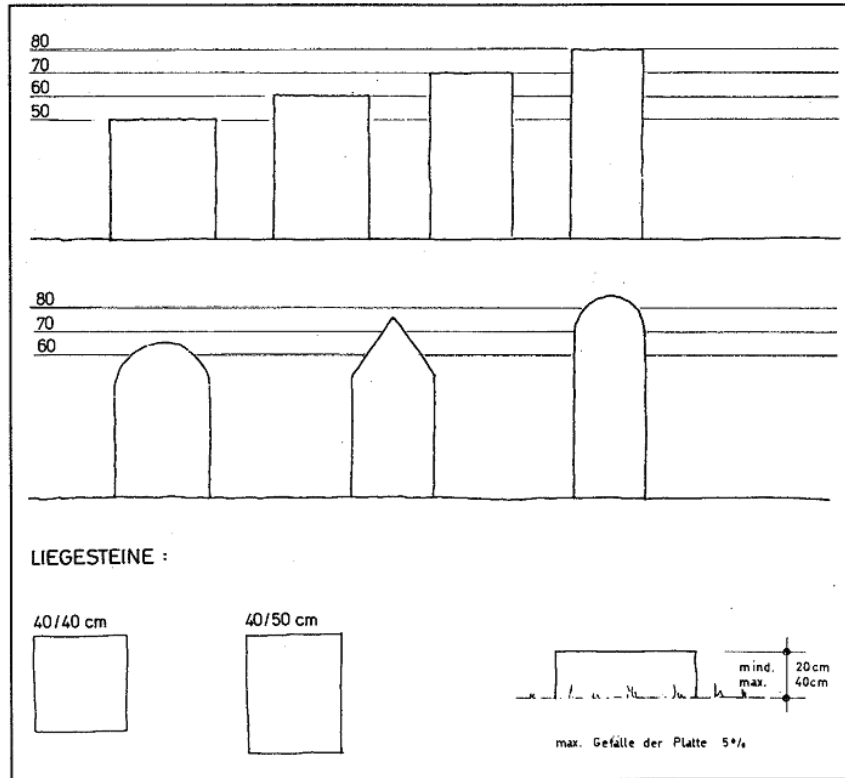 80
70
60
50
80
70
60
LIEGESTEINE :
40/40 cm
40/50 cm
mind. 20cm
max. 40cm
max. Gefälle der Platte 5%